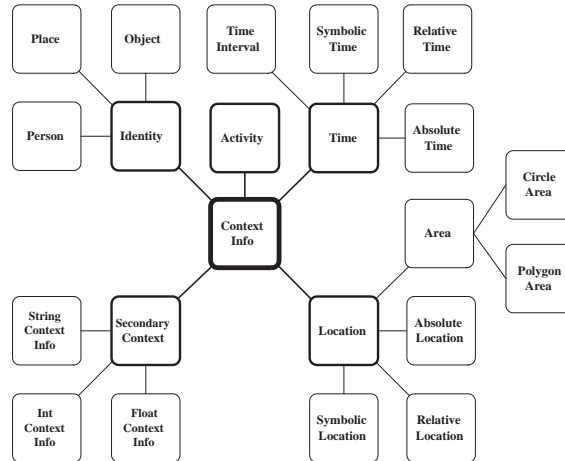 Place
Object
Time
Interval
Symbolic
Time
Relative
Time
Person
Identity
Activity
Time
Absolute
Time
Circle
Area
Context
Info
Area
Polygon
Area
String
Context
Info
Secondary
Context
Location
Absolute
Location
Int
Context
Info
Float
Context
Info
Symbolic
Location
Relative
Location